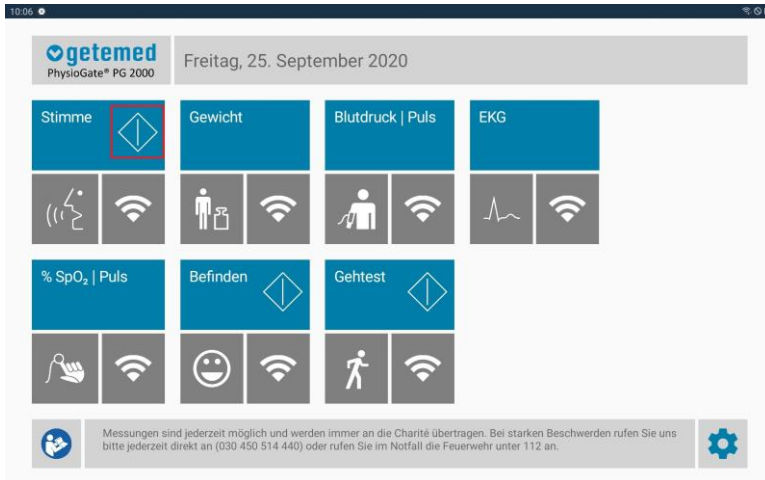 10:06
getemed
PhysioGate® PG 2000
Freitag, 25. September 2020
Stimme
Gewicht
Blutdruck | Puls
EKG
% SpO₂ | Puls
Befinden
Gehtest
Messungen sind jederzeit möglich und werden immer an die Charité übertragen. Bei starken Beschwerden rufen Sie uns
bitte jederzeit direkt an (030 450 514 440) oder rufen Sie im Notfall die Feuerwehr unter 112 an.